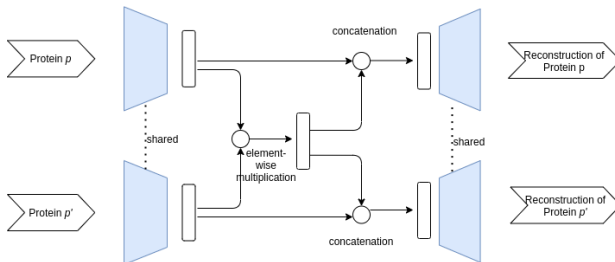 concatenation
Protein p
Reconstruction of
Protein p
shared
element-
wise
multiplication
shared
Protein p'
Reconstruction of
Protein p'
concatenation